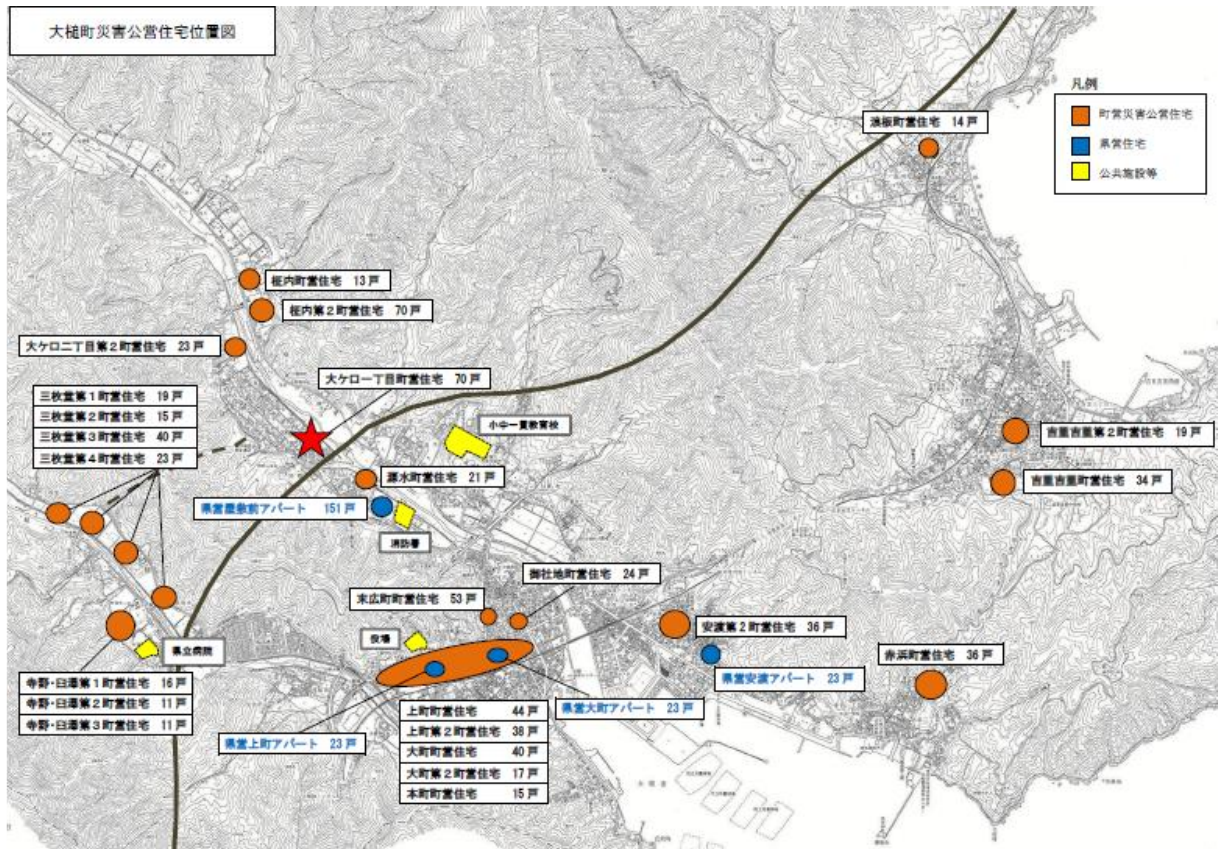 大槌町災害公営住宅位置図
凡例
町営災害公営住宅
県営住宅
公共施設等
浪板町営住宅 14戸
柾内町営住宅 13戸
柾内第2町営住宅 70戸
大ケ口二丁目第2町営住宅 23戸
大ケ口一丁目町営住宅 70戸
三枚堂第1町営住宅 19戸
三枚堂第2町営住宅 15戸
三枚堂第3町営住宅 40戸
三枚堂第4町営住宅 23戸
小中一貫教育校
吉里吉里第2町営住宅 19戸
源水町営住宅 21戸
吉里吉里町営住宅 34戸
県営屋敷前アパート 151戸
消防署
御社地町営住宅 24戸
末広町町営住宅 53戸
役場
安渡第2町営住宅 36戸
県立病院
赤浜町営住宅 36戸
県営安渡アパート 23戸
寺野・臼澤第1町営住宅 16戸
寺野・臼澤第2町営住宅 11戸
寺野・臼澤第3町営住宅 11戸
県営大町アパート 23戸
県営上町アパート 23戸
上町町営住宅 44戸
上町第2町営住宅 38戸
大町町営住宅 40戸
大町第2町営住宅 17戸
本町町営住宅 15戸